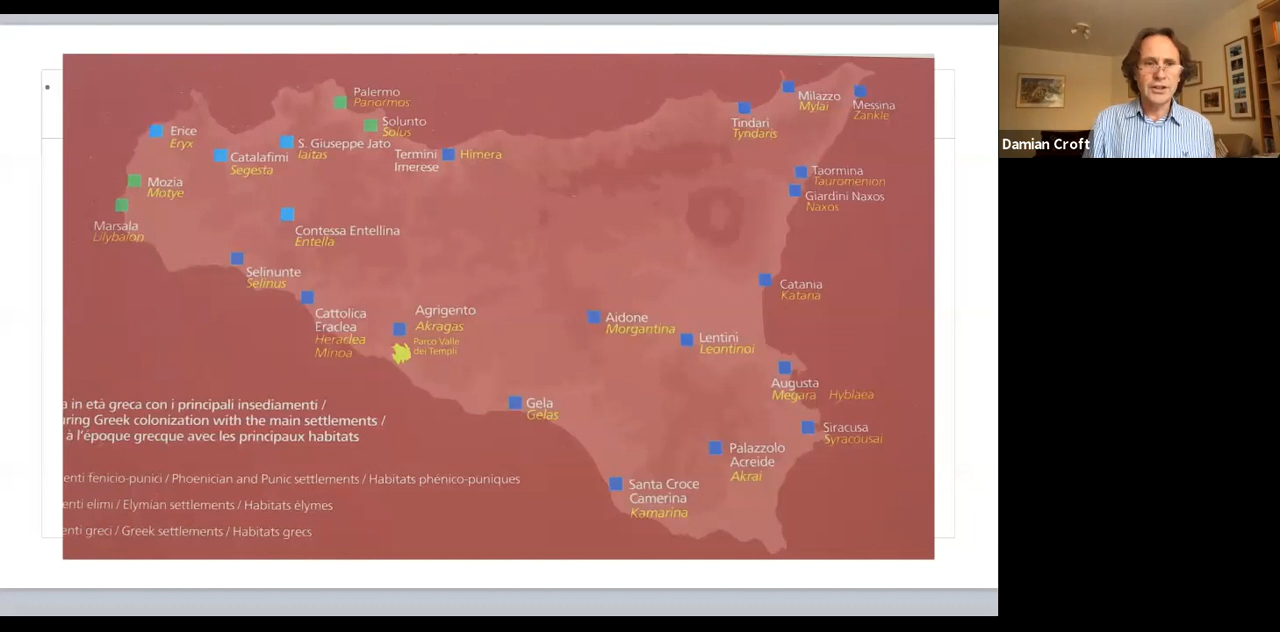 Palermo
Panormos
Solunto
Solus
Erice
Eryx
S. Giuseppe Jato
Iaitas
Catalafimi
Segesta
Termini
Imerese
Himera
Milazzo
Mylai
Messina
Zankle
Tindari
Tyndaris
Mozia
Motye
Taormina
Tauromenion
Giardini Naxos
Naxos
Marsala
Lilybaion
Contessa Entellina
Entella
Selinunte
Selinus
Catania
Katana
Cattolica
Eraclea
Heraclea
Minoa
Agrigento
Akragas
Parco Valle
dei Templi
Aidone
Morgantina
Lentini
Leontinoi
Augusta
Megara Hyblaea
Gela
Gelas
Siracusa
Syracousai
Palazzolo
Acreide
Akrai
Santa Croce
Camerina
Kamarina
a in età greca con i principali insediamenti /
uring Greek colonization with the main settlements /
à l'époque grecque avec les principaux habitats
enti fenicio-punici / Phoenician and Punic settlements / Habitats phénico-puniques
enti elimi / Elymian settlements / Habitats élymes
enti greci / Greek settlements / Habitats grecs
Damian Croft